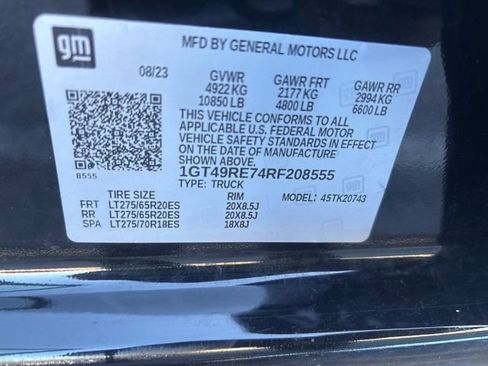 gm
MFD BY GENERAL MOTORS LLC
08/23 GVWR GAWR FRT GAWR RR
4922 KG 2177 KG 2994 KG
10850 LB 4800 LB 6600 LB
THIS VEHICLE CONFORMS TO ALL
APPLICABLE U.S. FEDERAL MOTOR
VEHICLE SAFETY STANDARDS IN EFFECT
ON THE DATE OF MANUFACTURE
SHOWN ABOVE.
8555 1GT49RE74RF208555
TYPE: TRUCK MODEL: 45TK20743
TIRE SIZE RIM
FRT LT275/65R20ES 20X8.5J
RR LT275/65R20ES 20X8.5J
SPA LT275/70R18ES 18X8J